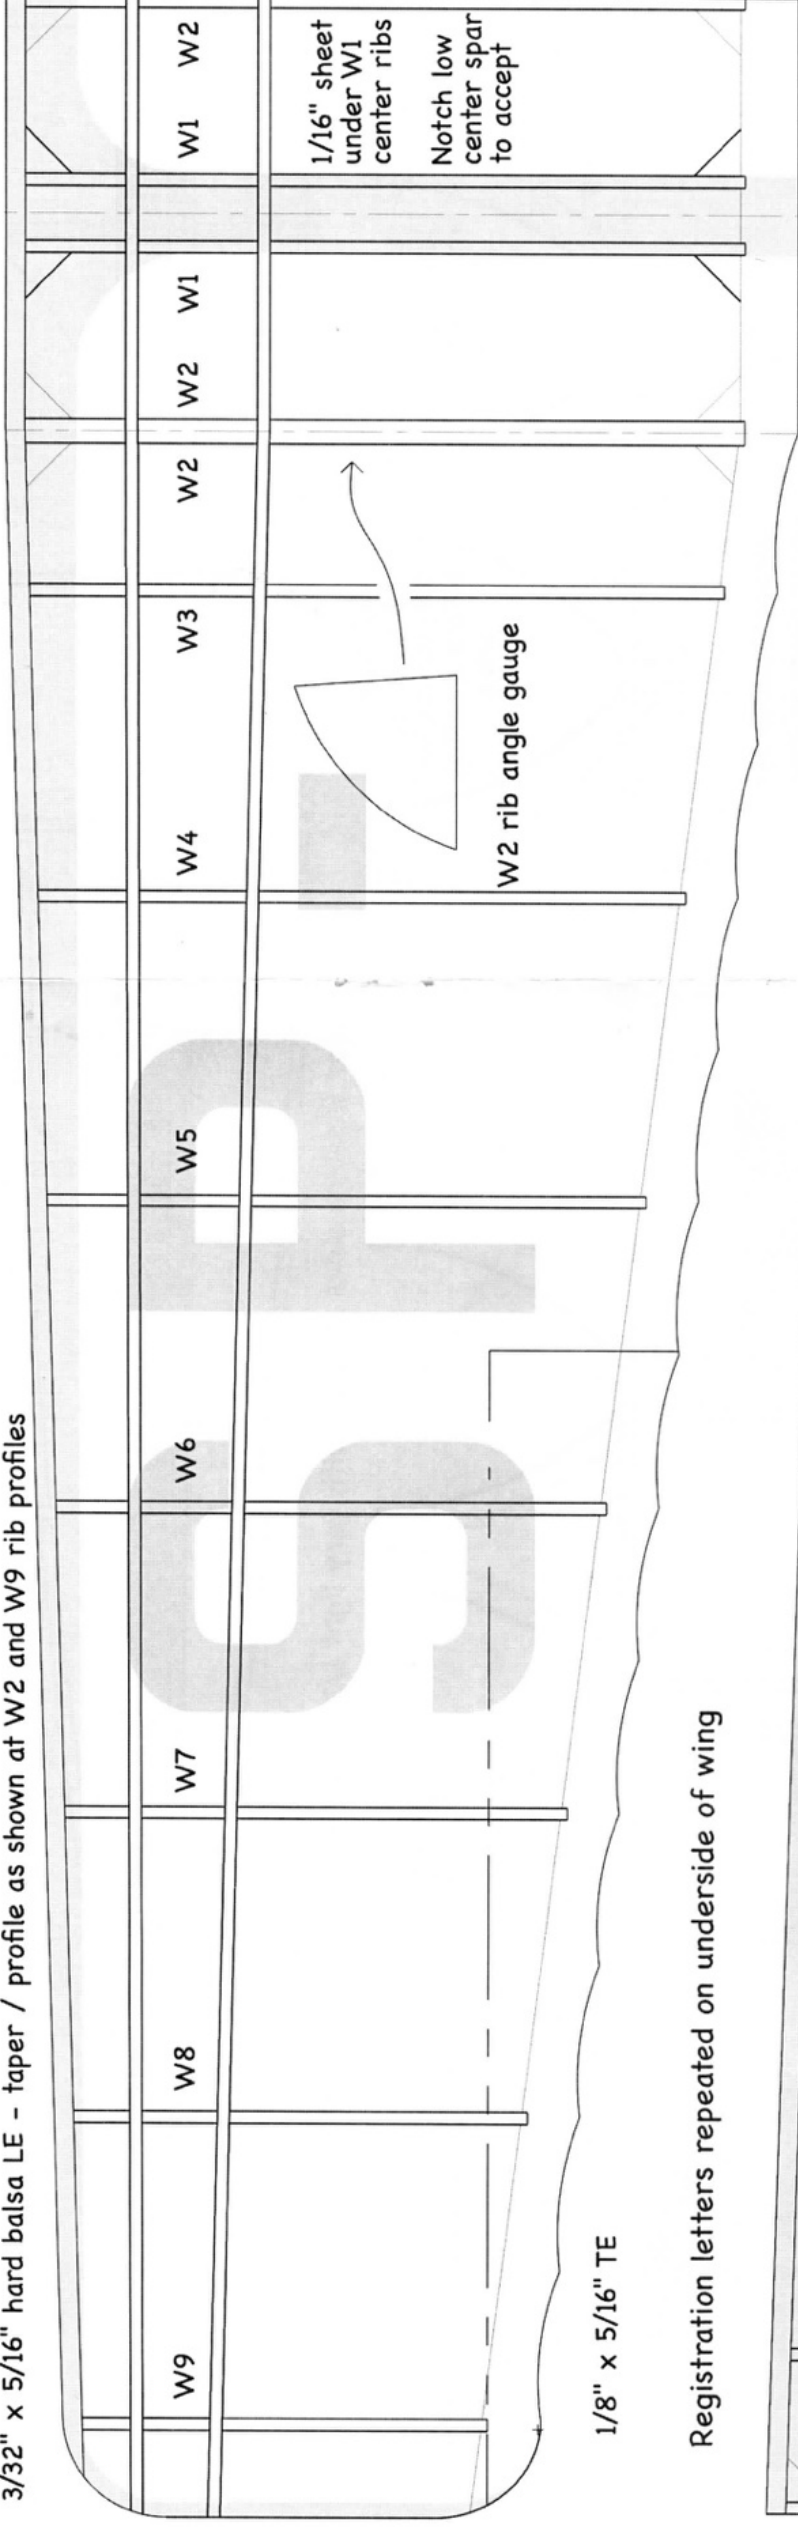 3/32" x 5/16" hard balsa LE - taper / profile as shown at W2 and W9 rib profiles
W9
W8
W7
W6
W5
W4
W3
W2
W2
W1
W1
W2
1/16" sheet
under W1
center ribs
Notch low
center spar
to accept
W2 rib angle gauge
SP-
1/8" x 5/16" TE
Registration letters repeated on underside of wing